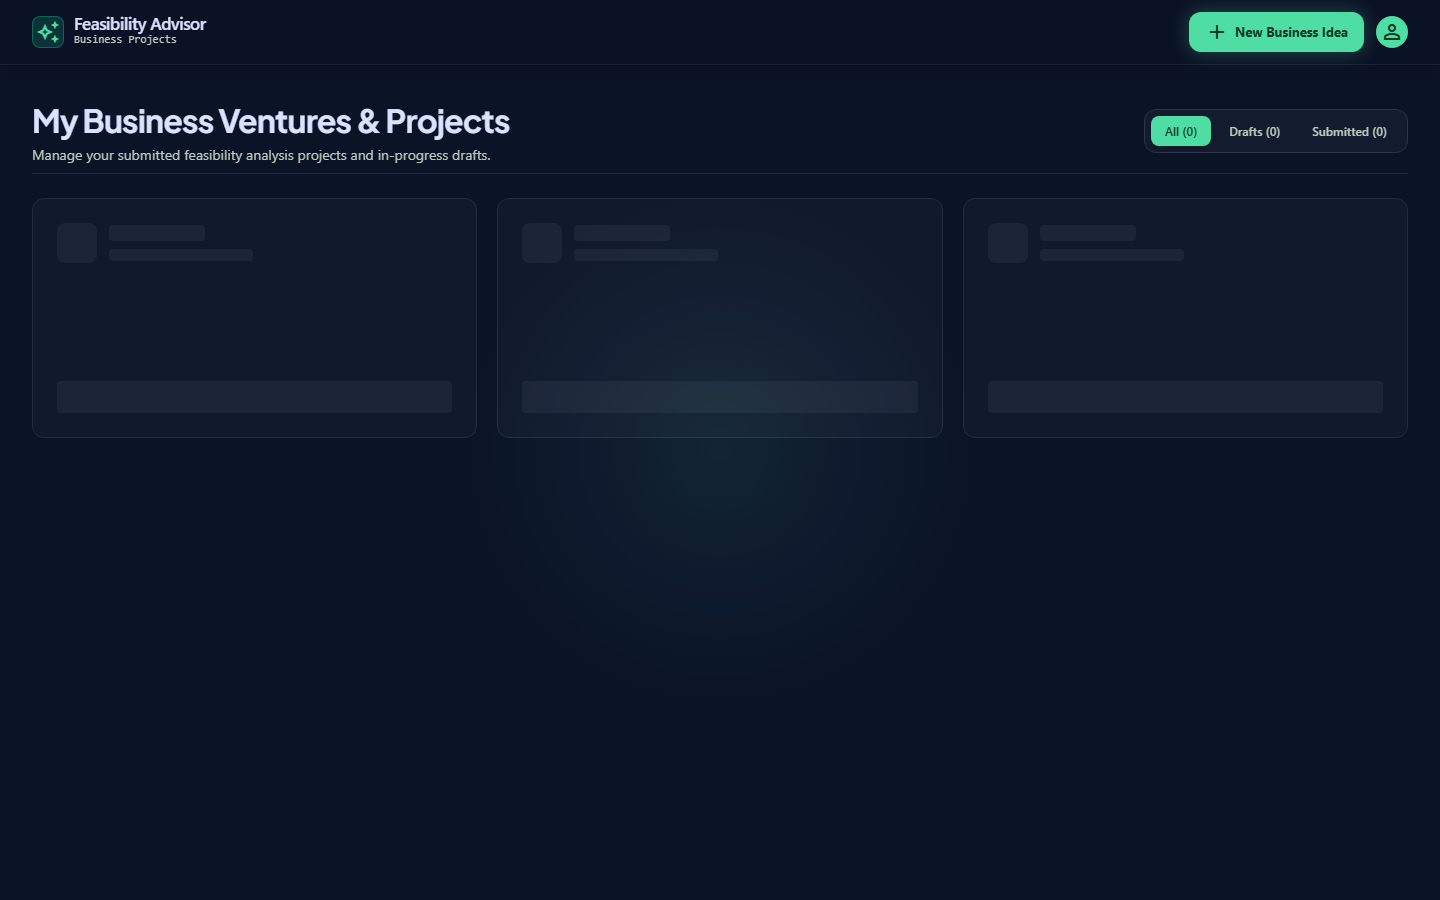 Feasibility Advisor
Business Projects
New Business Idea
My Business Ventures & Projects
Manage your submitted feasibility analysis projects and in-progress drafts.
All (0)
Drafts (0)
Submitted (0)